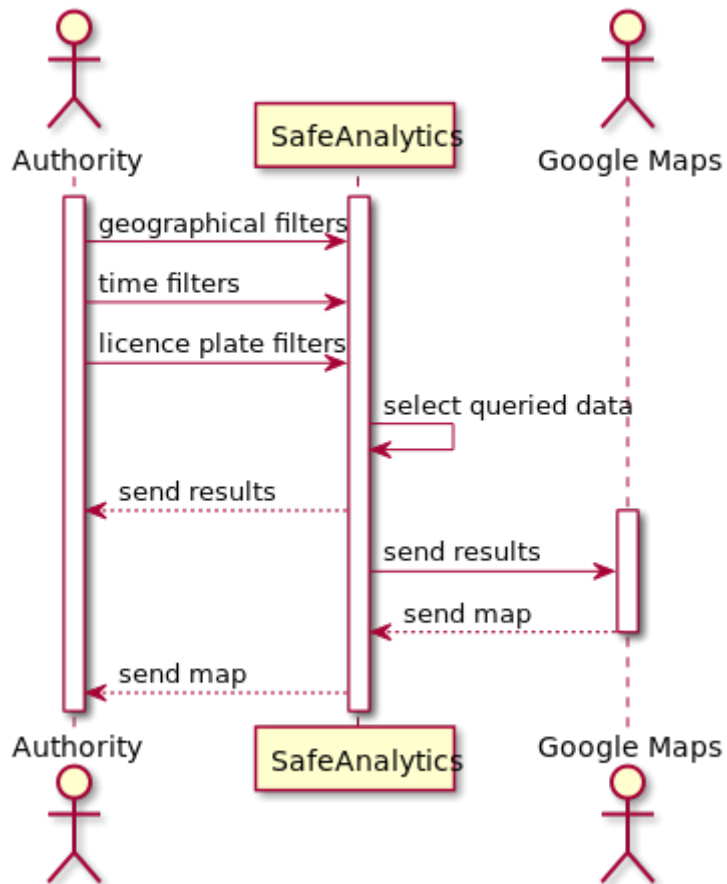 Authority
SafeAnalytics
Google Maps
geographical filters
time filters
licence plate filters
select queried data
send results
send results
send map
send map
Authority
SafeAnalytics
Google Maps